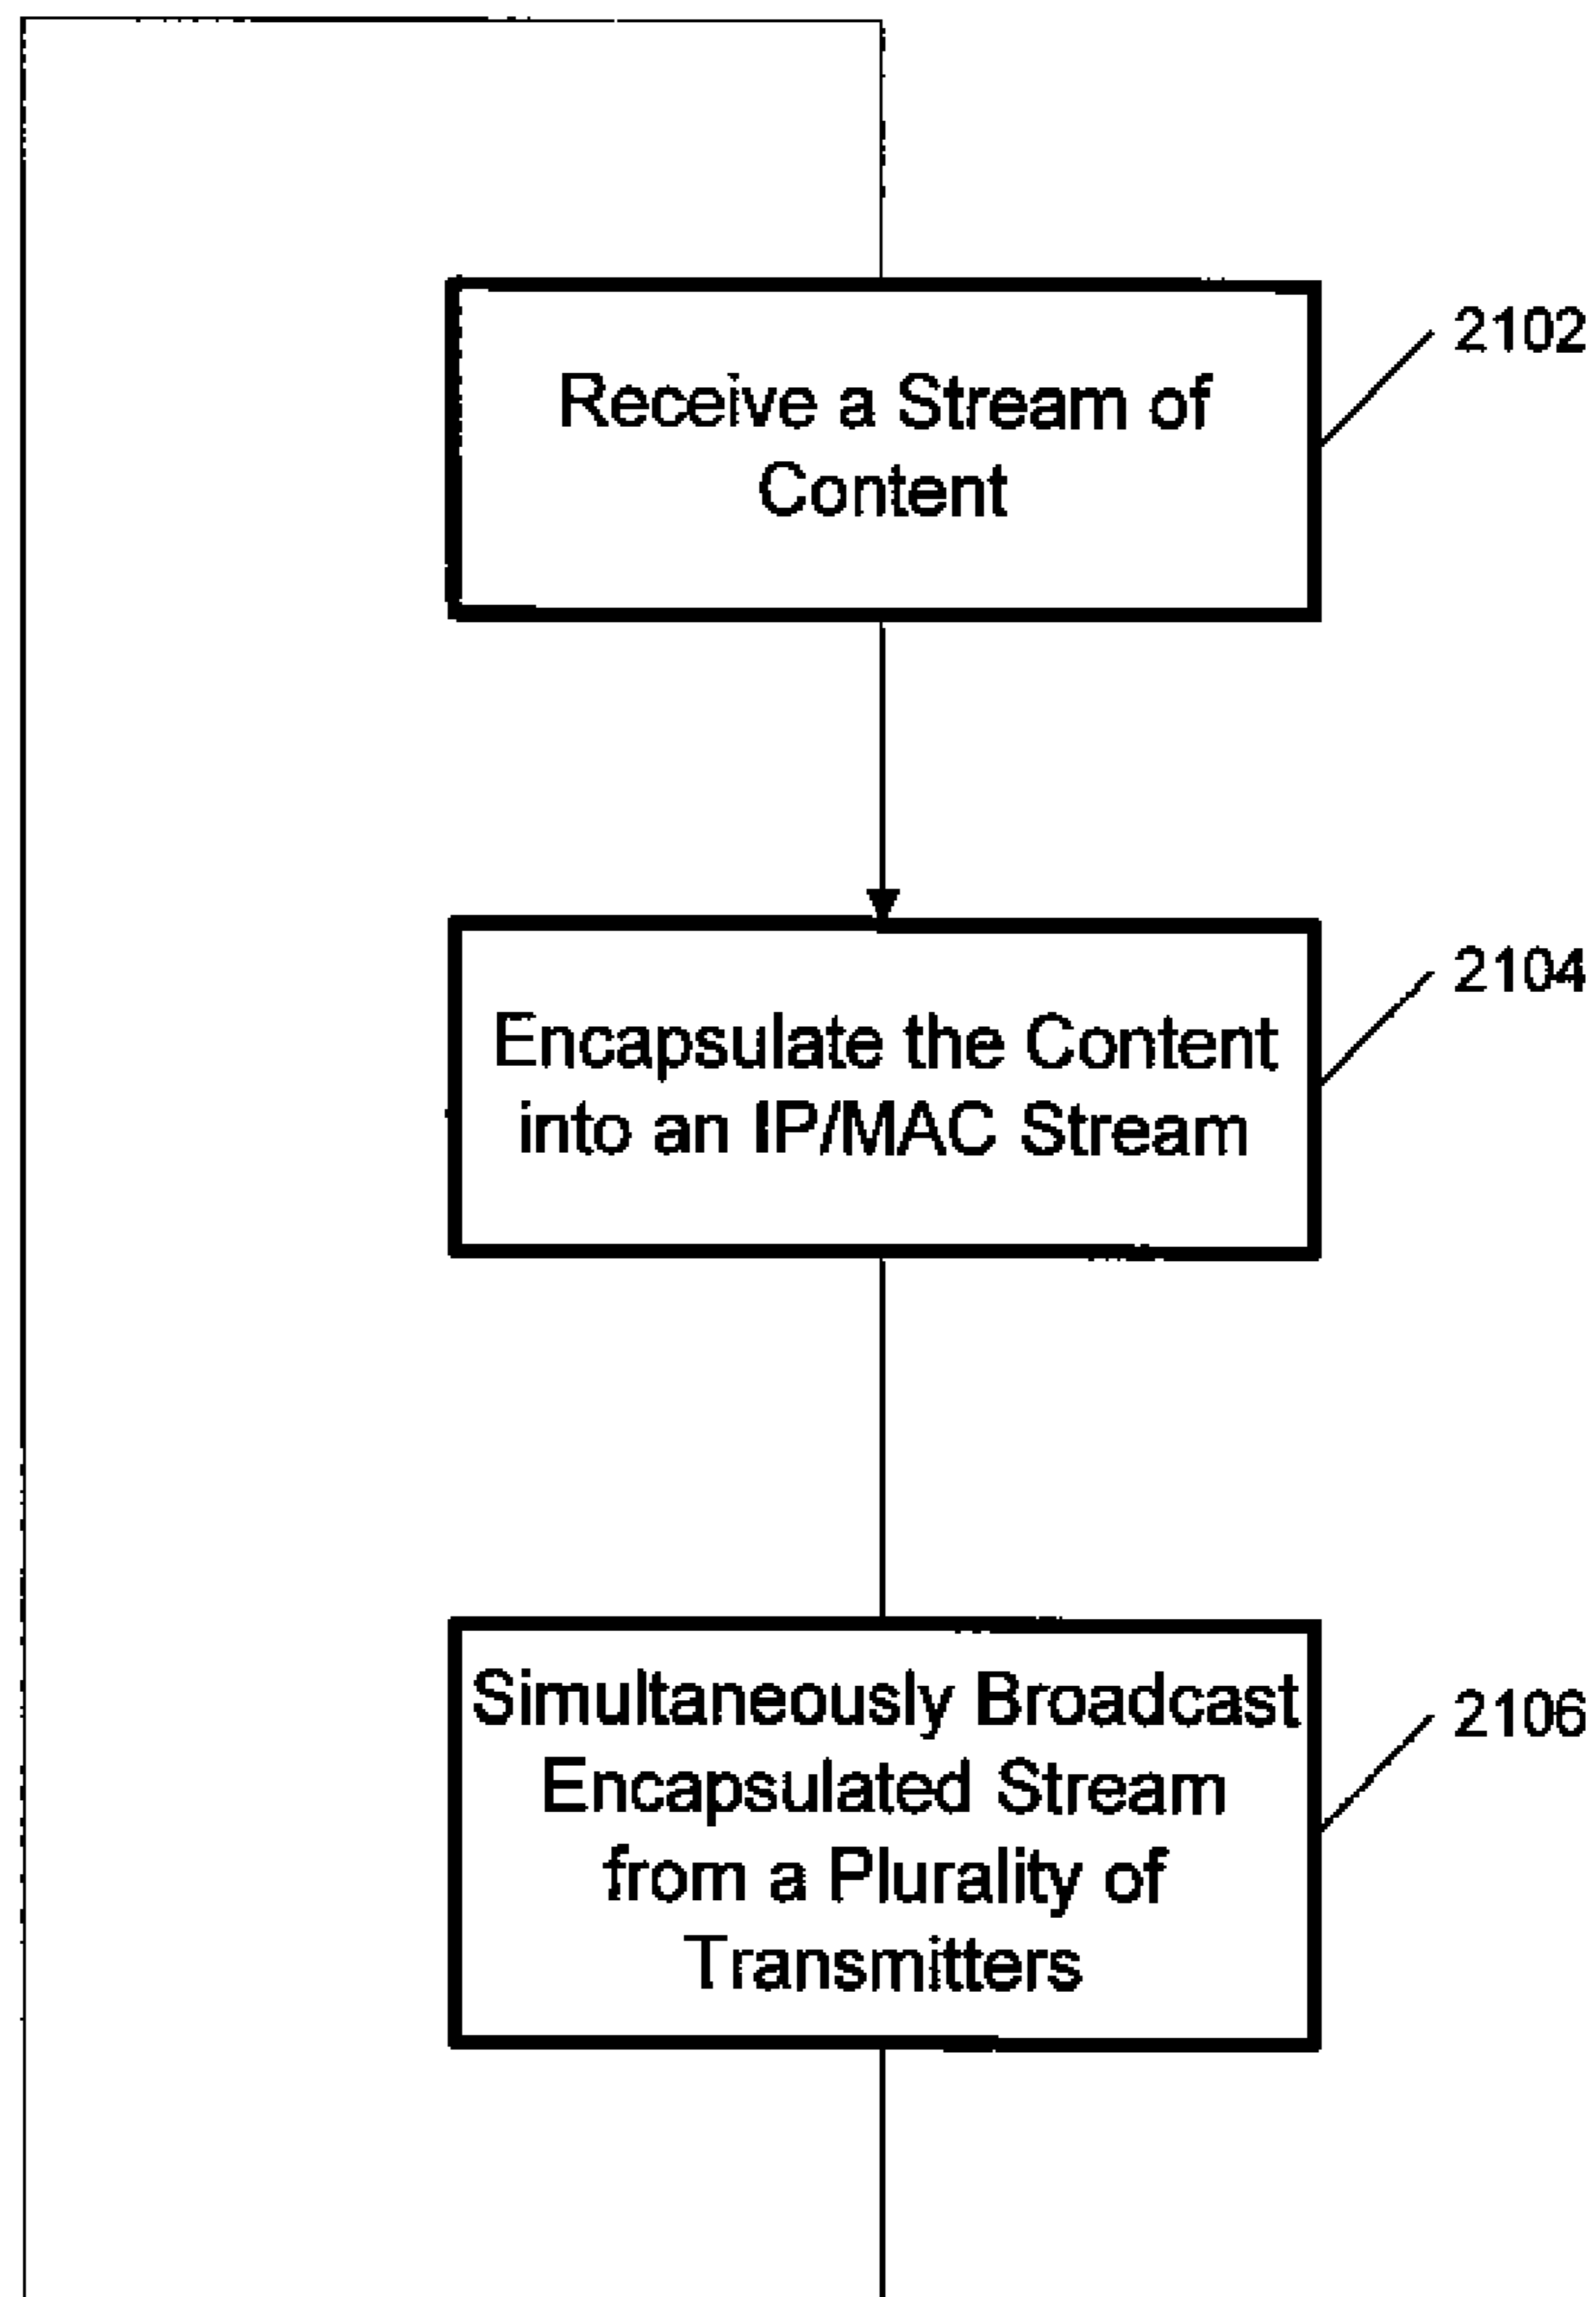 Receive a Stream of
Content
2102
Encapsulate the Content
into an IP/MAC Stream
2104
Simultaneously Broadcast
Encapsulated Stream
from a Plurality of
Transmitters
2106